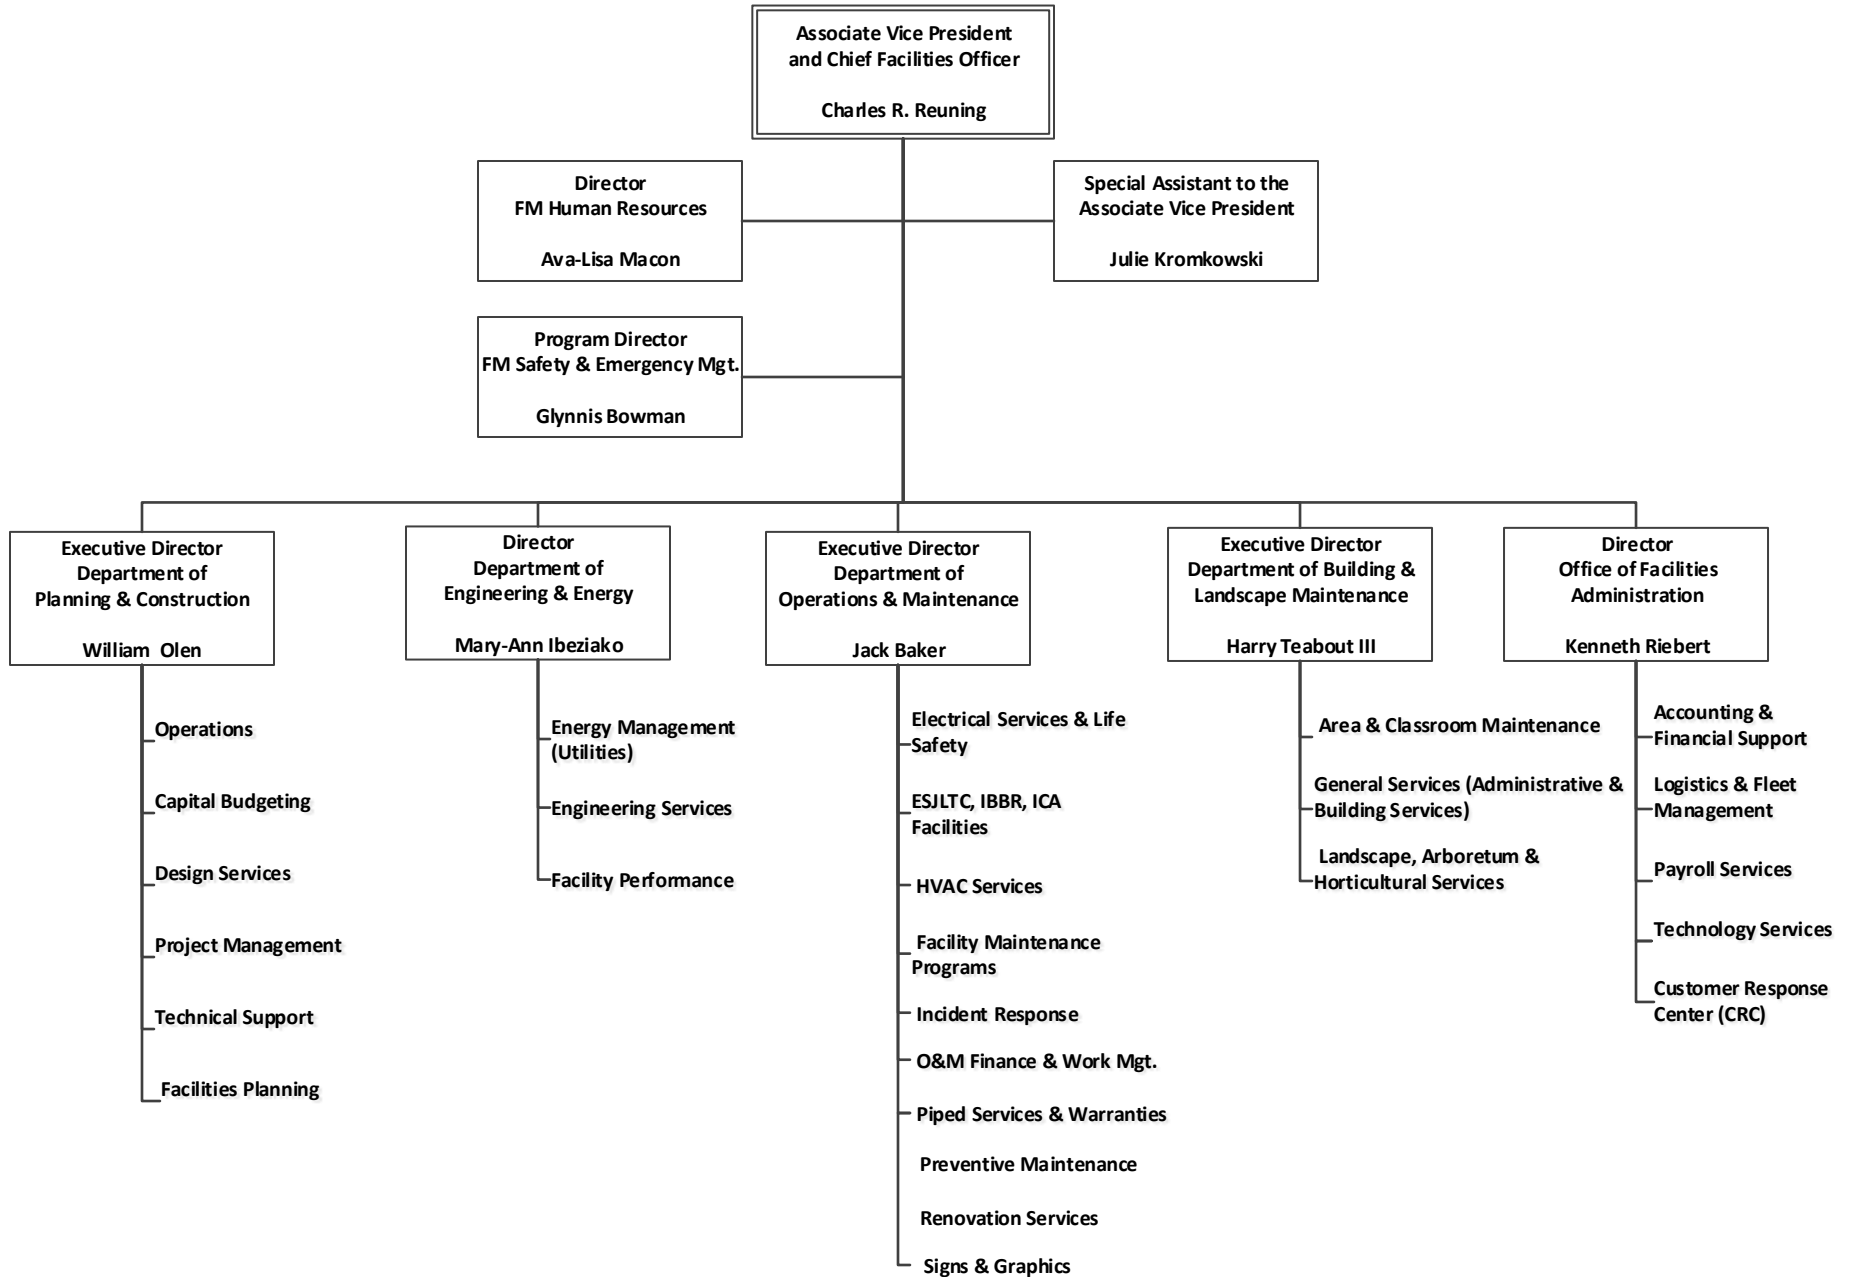 Associate Vice President
and Chief Facilities Officer
Charles R. Reuning
Director
FM Human Resources
Ava-Lisa Macon
Special Assistant to the
Associate Vice President
Julie Kromkowski
Program Director
FM Safety & Emergency Mgt.
Glynnis Bowman
Executive Director
Department of
Planning & Construction
William Olen
Operations
Capital Budgeting
Design Services
Project Management
Technical Support
Facilities Planning
Director
Department of
Engineering & Energy
Mary-Ann Ibeziako
Energy Management
(Utilities)
Engineering Services
Facility Performance
Executive Director
Department of
Operations & Maintenance
Jack Baker
Electrical Services & Life
Safety
ESJLTC, IBBR, ICA
Facilities
HVAC Services
Facility Maintenance
Programs
Incident Response
O&M Finance & Work Mgt.
Piped Services & Warranties
Preventive Maintenance
Renovation Services
Signs & Graphics
Executive Director
Department of Building &
Landscape Maintenance
Harry Teabout III
Area & Classroom Maintenance
General Services (Administrative &
Building Services)
Landscape, Arboretum &
Horticultural Services
Director
Office of Facilities
Administration
Kenneth Riebert
Accounting &
Financial Support
Logistics & Fleet
Management
Payroll Services
Technology Services
Customer Response
Center (CRC)